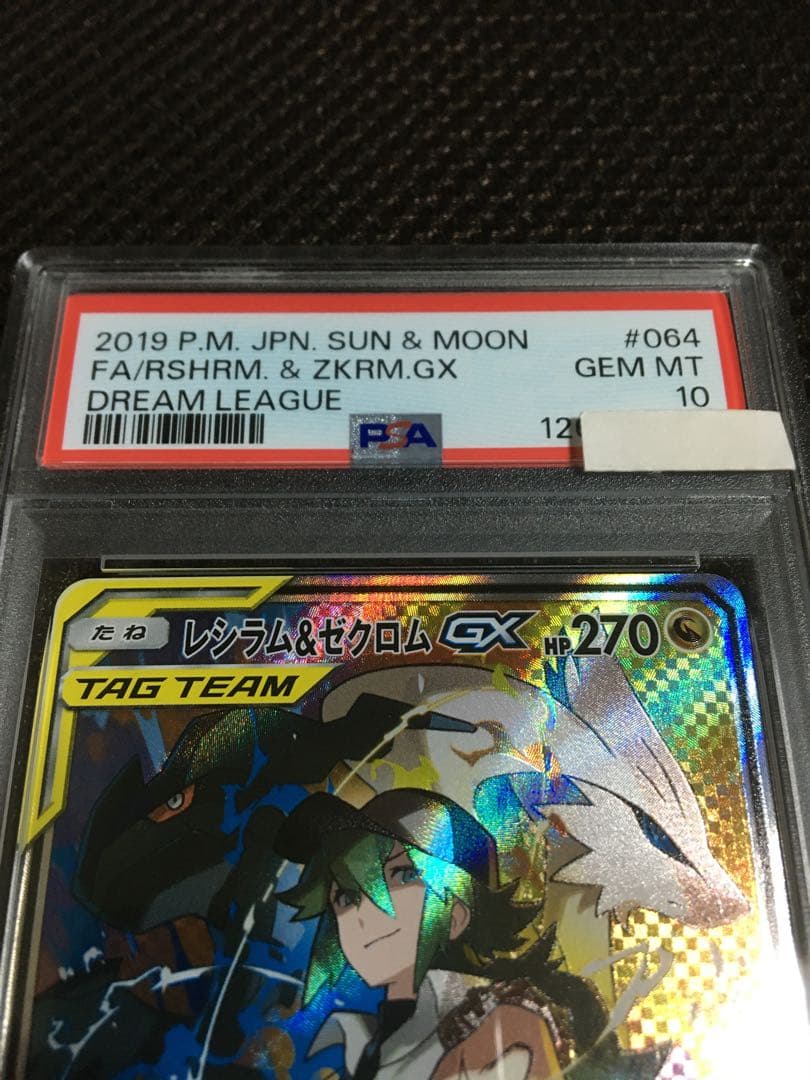 2019 P.M. JPN. SUN & MOON #064
FA/RSHRM. & ZKRM.GX GEM MT
DREAM LEAGUE 10
PSA
たね レシラム&ゼクロム GX HP 270
TAG TEAM